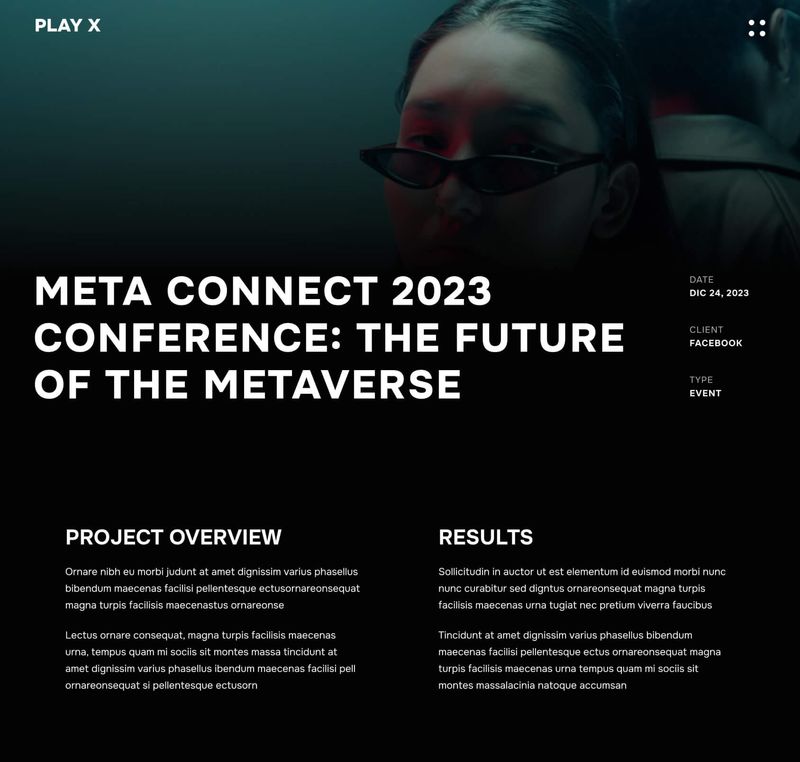 PLAY X
META CONNECT 2023
CONFERENCE: THE FUTURE
OF THE METAVERSE
DATE
DIC 24, 2023
CLIENT
FACEBOOK
TYPE
EVENT
PROJECT OVERVIEW
Ornare nibh eu morbi judunt at amet dignissim varius phasellus
bibendum maecenas facilisi pellentesque ectusornareonsequat
magna turpis facilisis maecenastus ornareonse
Lectus ornare consequat, magna turpis facilisis maecenas
urna, tempus quam mi sociis sit montes massa tincidunt at
amet dignissim varius phasellus ibendum maecenas facilisi pell
ornareonsequat si pellentesque ectusorn
RESULTS
Sollicitudin in auctor ut est elementum id euismod morbi nunc
nunc curabitur sed digntus ornareonsequat magna turpis
facilisis maecenas urna tugiat nec pretium viverra faucibus
Tincidunt at amet dignissim varius phasellus bibendum
maecenas facilisi pellentesque ectus ornareonsequat magna
turpis facilisis maecenas urna tempus quam mi sociis sit
montes massalacinia natoque accumsan